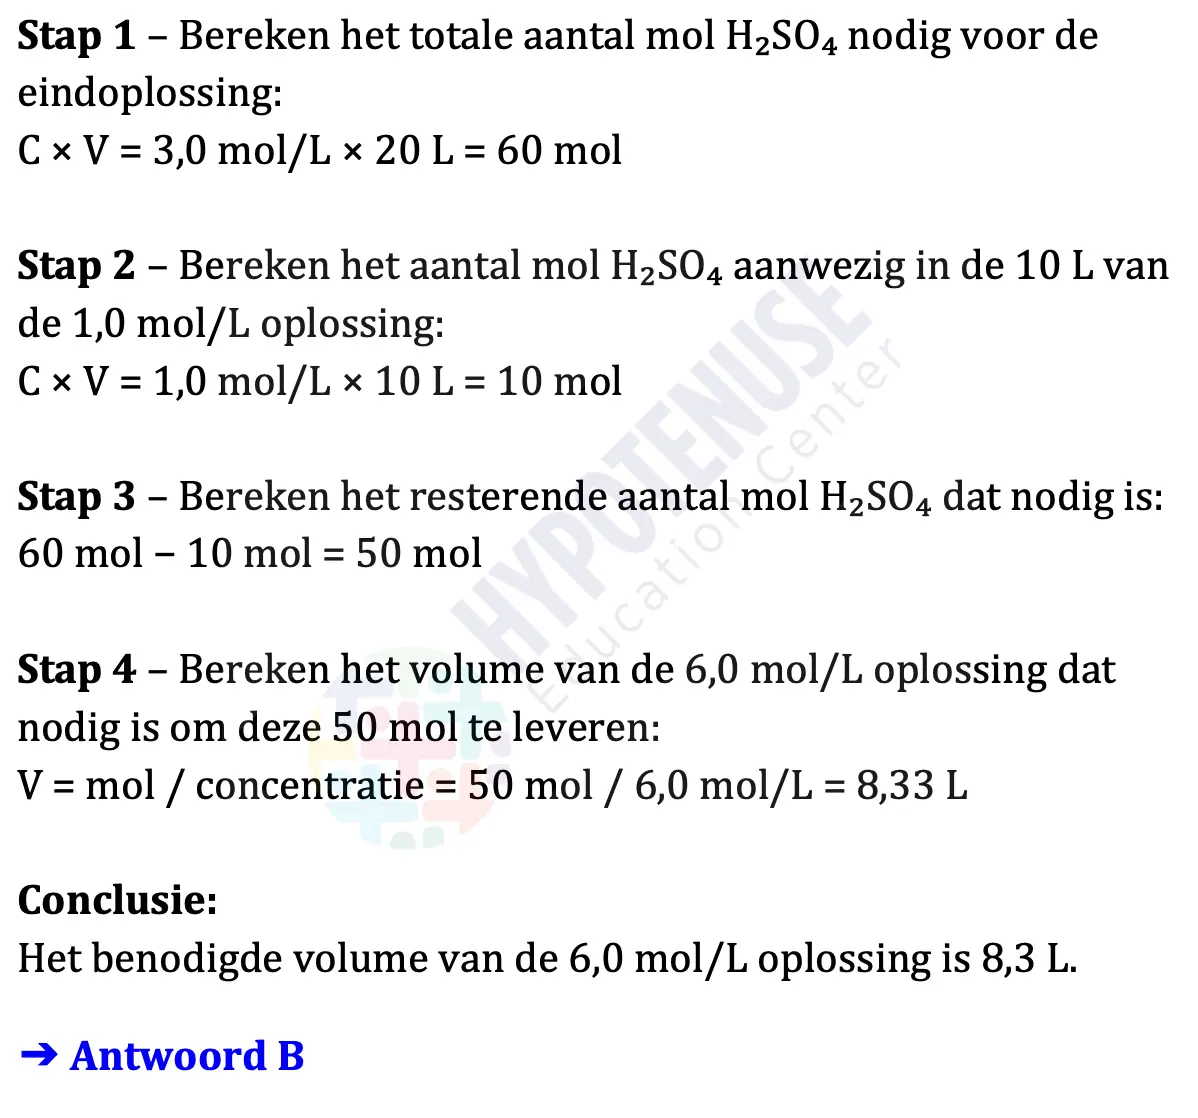 Stap 1 – Bereken het totale aantal mol H₂SO₄ nodig voor de
eindoplossing:
C × V = 3,0 mol/L × 20 L = 60 mol
Stap 2 – Bereken het aantal mol H₂SO₄ aanwezig in de 10 L van
de 1,0 mol/L oplossing:
C × V = 1,0 mol/L × 10 L = 10 mol
Stap 3 – Bereken het resterende aantal mol H₂SO₄ dat nodig is:
60 mol – 10 mol = 50 mol
Stap 4 – Bereken het volume van de 6,0 mol/L oplossing dat
nodig is om deze 50 mol te leveren:
V = mol / concentratie = 50 mol / 6,0 mol/L = 8,33 L
Conclusie:
Het benodigde volume van de 6,0 mol/L oplossing is 8,3 L.
➔ Antwoord B
HYPOTENUSE
Education Center